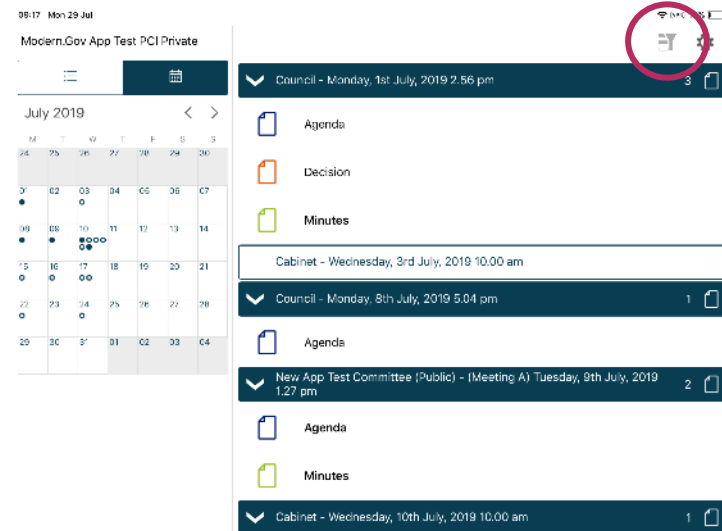 08:17 Mon 29 Jul
Modern.Gov App Test PCI Private
July 2019
M T W T F S S
24 25 26 27 28 29 30
01 02 03 04 05 06 07
08 09 10 11 12 13 14
15 16 17 18 19 20 21
22 23 24 25 26 27 28
29 30 31 01 02 03 04
Council - Monday, 1st July, 2019 2.56 pm 3
Agenda
Decision
Minutes
Cabinet - Wednesday, 3rd July, 2019 10.00 am
Council - Monday, 8th July, 2019 5.04 pm 1
Agenda
New App Test Committee (Public) - (Meeting A) Tuesday, 9th July, 2019
1.27 pm 2
Agenda
Minutes
Cabinet - Wednesday, 10th July, 2019 10.00 am 1